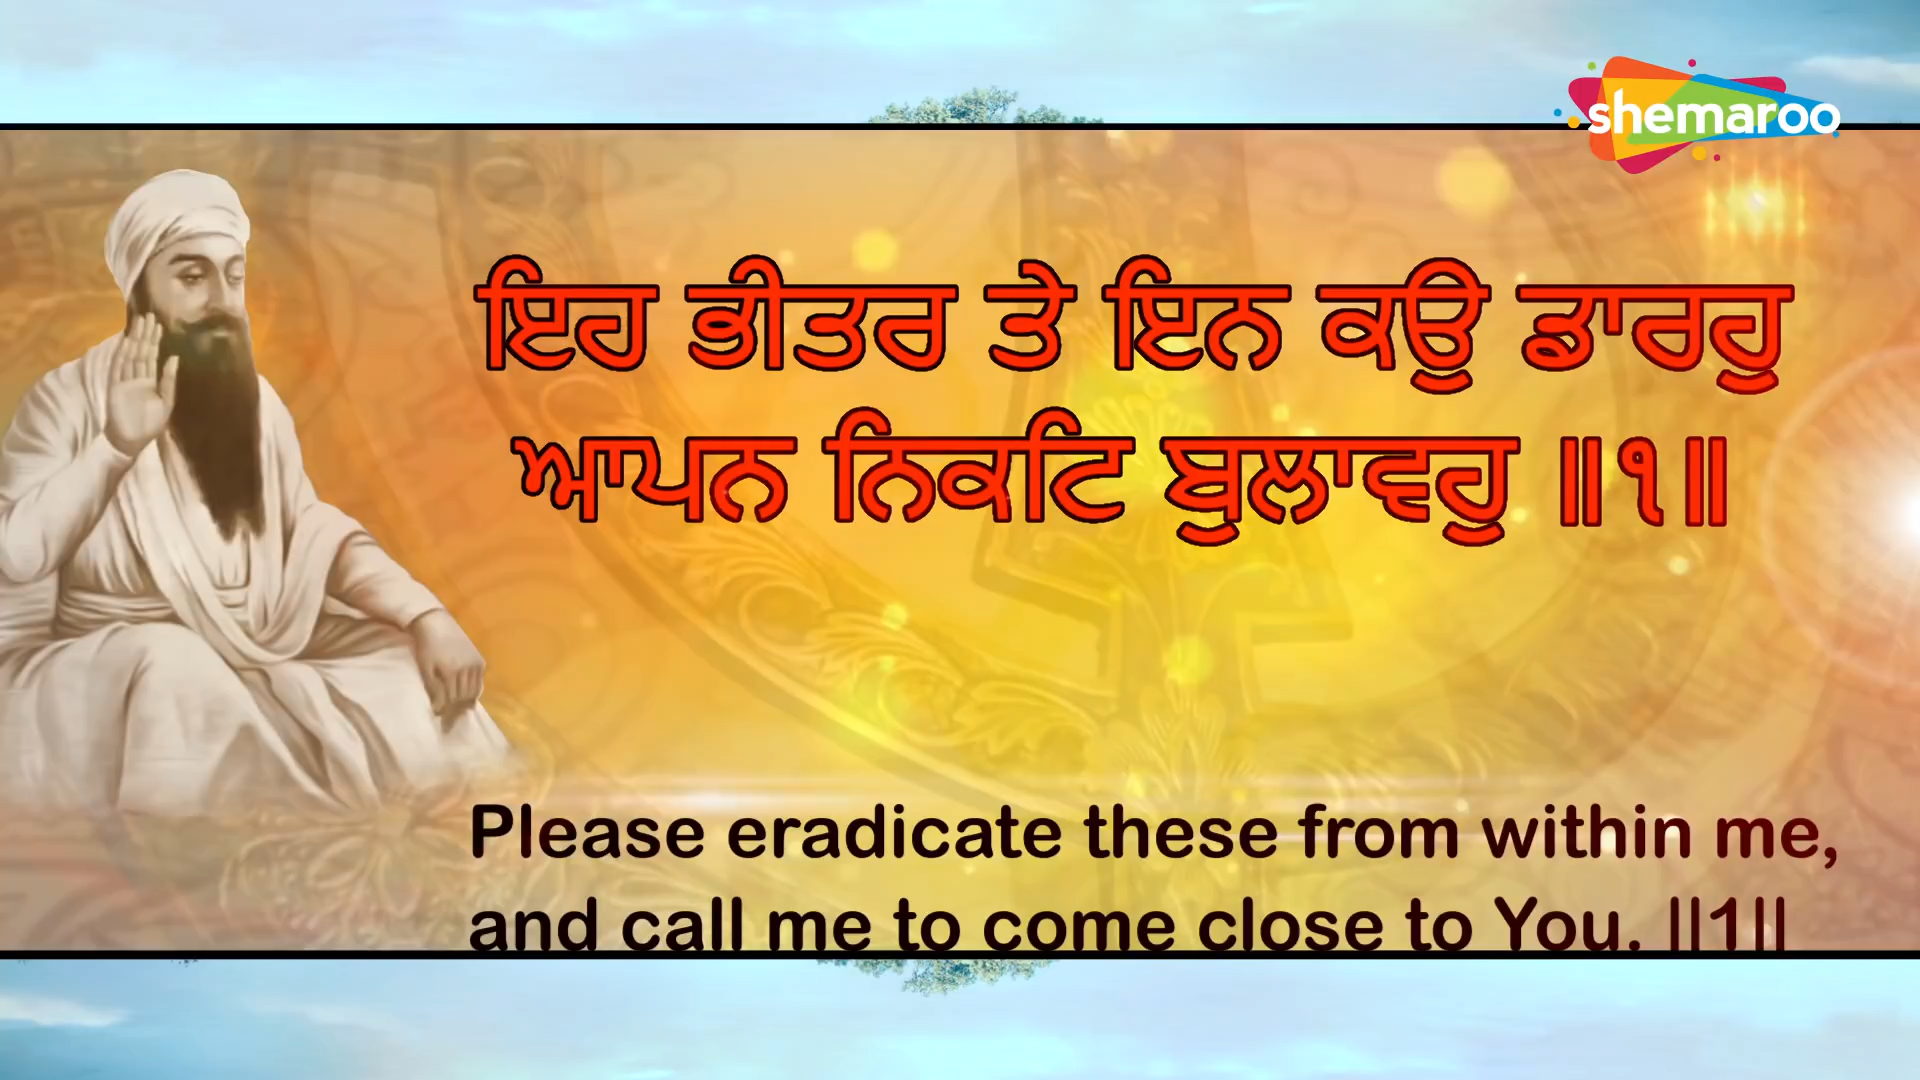 shemaroo
ਇਹ ਭੀਤਰ ਤੇ ਇਨ ਕਉ ਡਾਰਹੁ
ਆਪਨ ਨਿਕਟਿ ਬੁਲਾਵਹੁ ॥੧॥
Please eradicate these from within me,
and call me to come close to You. ||1||